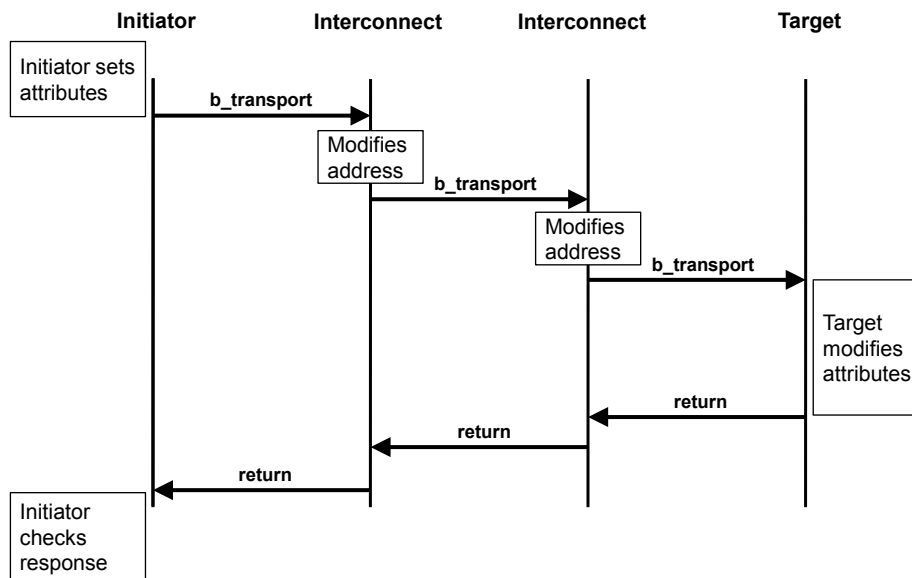 Initiator
Interconnect
Interconnect
Target
Initiator sets
attributes
b_transport
Modifies
address
b_transport
Modifies
address
b_transport
Target
modifies
attributes
return
return
return
Initiator
checks
response